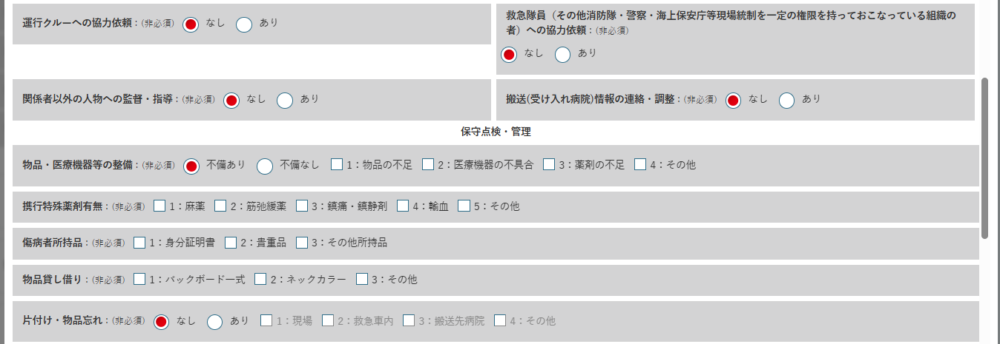 運行クルーへの協力依頼：(非必須) なし あり
救急隊員（その他消防隊・警察・海上保安庁等現場統制を一定の権限を持っておこなっている組織の
者）への協力依頼：(非必須)
なし あり
関係者以外の人物への監督・指導：(非必須) なし あり
搬送(受け入れ病院)情報の連絡・調整：(非必須) なし あり
保守点検・管理
物品・医療機器等の整備：(非必須) 不備あり 不備なし 1：物品の不足 2：医療機器の不具合 3：薬剤の不足 4：その他
携行特殊薬剤有無：(非必須) 1：麻薬 2：筋弛緩薬 3：鎮痛・鎮静剤 4：輸血 5：その他
傷病者所持品：(非必須) 1：身分証明書 2：貴重品 3：その他所持品
物品貸し借り：(非必須) 1：バックボード一式 2：ネックカラー 3：その他
片付け・物品忘れ：(非必須) なし あり 1：現場 2：救急車内 3：搬送先病院 4：その他